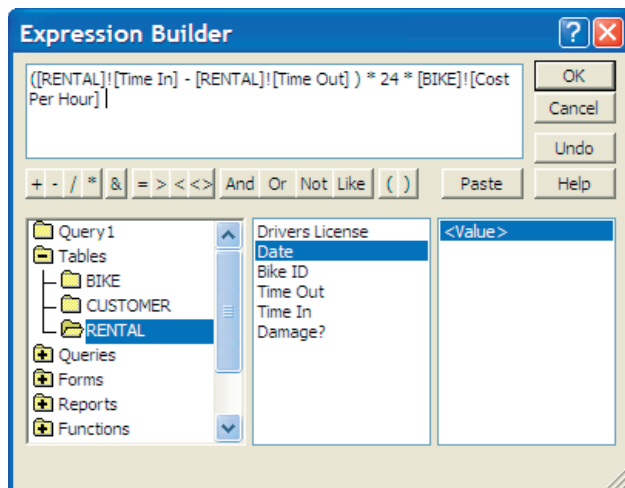 Expression Builder
([RENTAL]![Time In] - [RENTAL]![Time Out] ) * 24 * [BIKE]![Cost
Per Hour]
OK
Cancel
Undo
+ - / * & = > < <> And Or Not Like ( ) Paste Help
Query1
Tables
BIKE
CUSTOMER
RENTAL
Queries
Forms
Reports
Functions
Drivers License
Date
Bike ID
Time Out
Time In
Damage?
<Value>